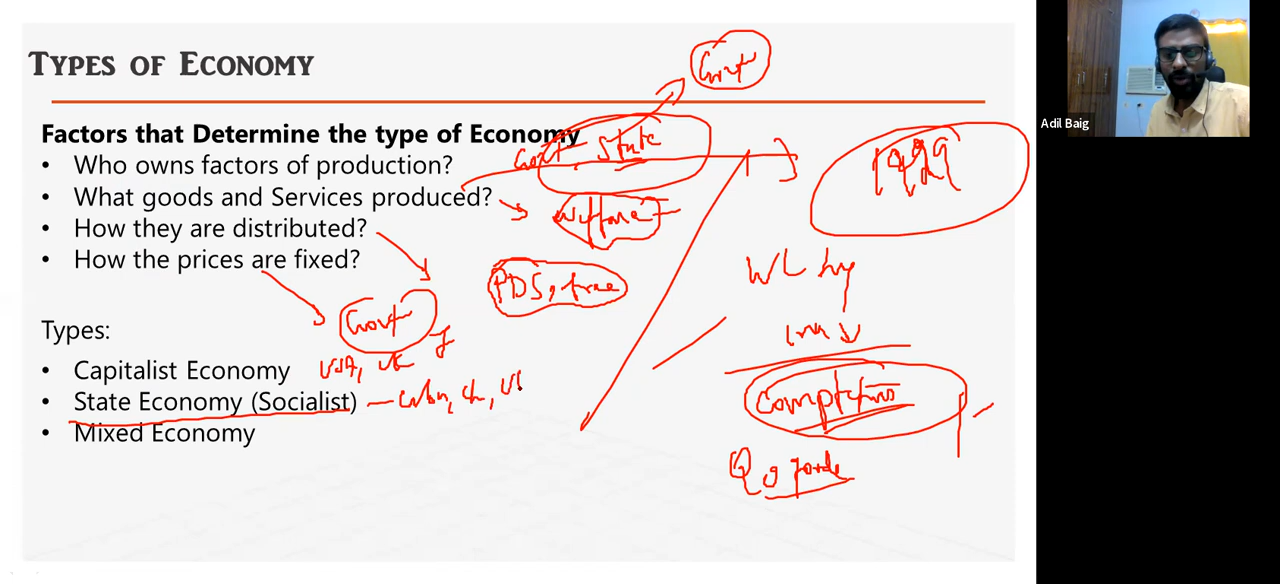 TYPES OF ECONOMY
Factors that Determine the type of Economy
• Who owns factors of production?
• What goods and Services produced?
• How they are distributed?
• How the prices are fixed?
Types:
• Capitalist Economy
• State Economy (Socialist)
• Mixed Economy
Govt
Govt State
Welfare
PDS, free
Govt
USA, UK
Q o goods
Adil Baig